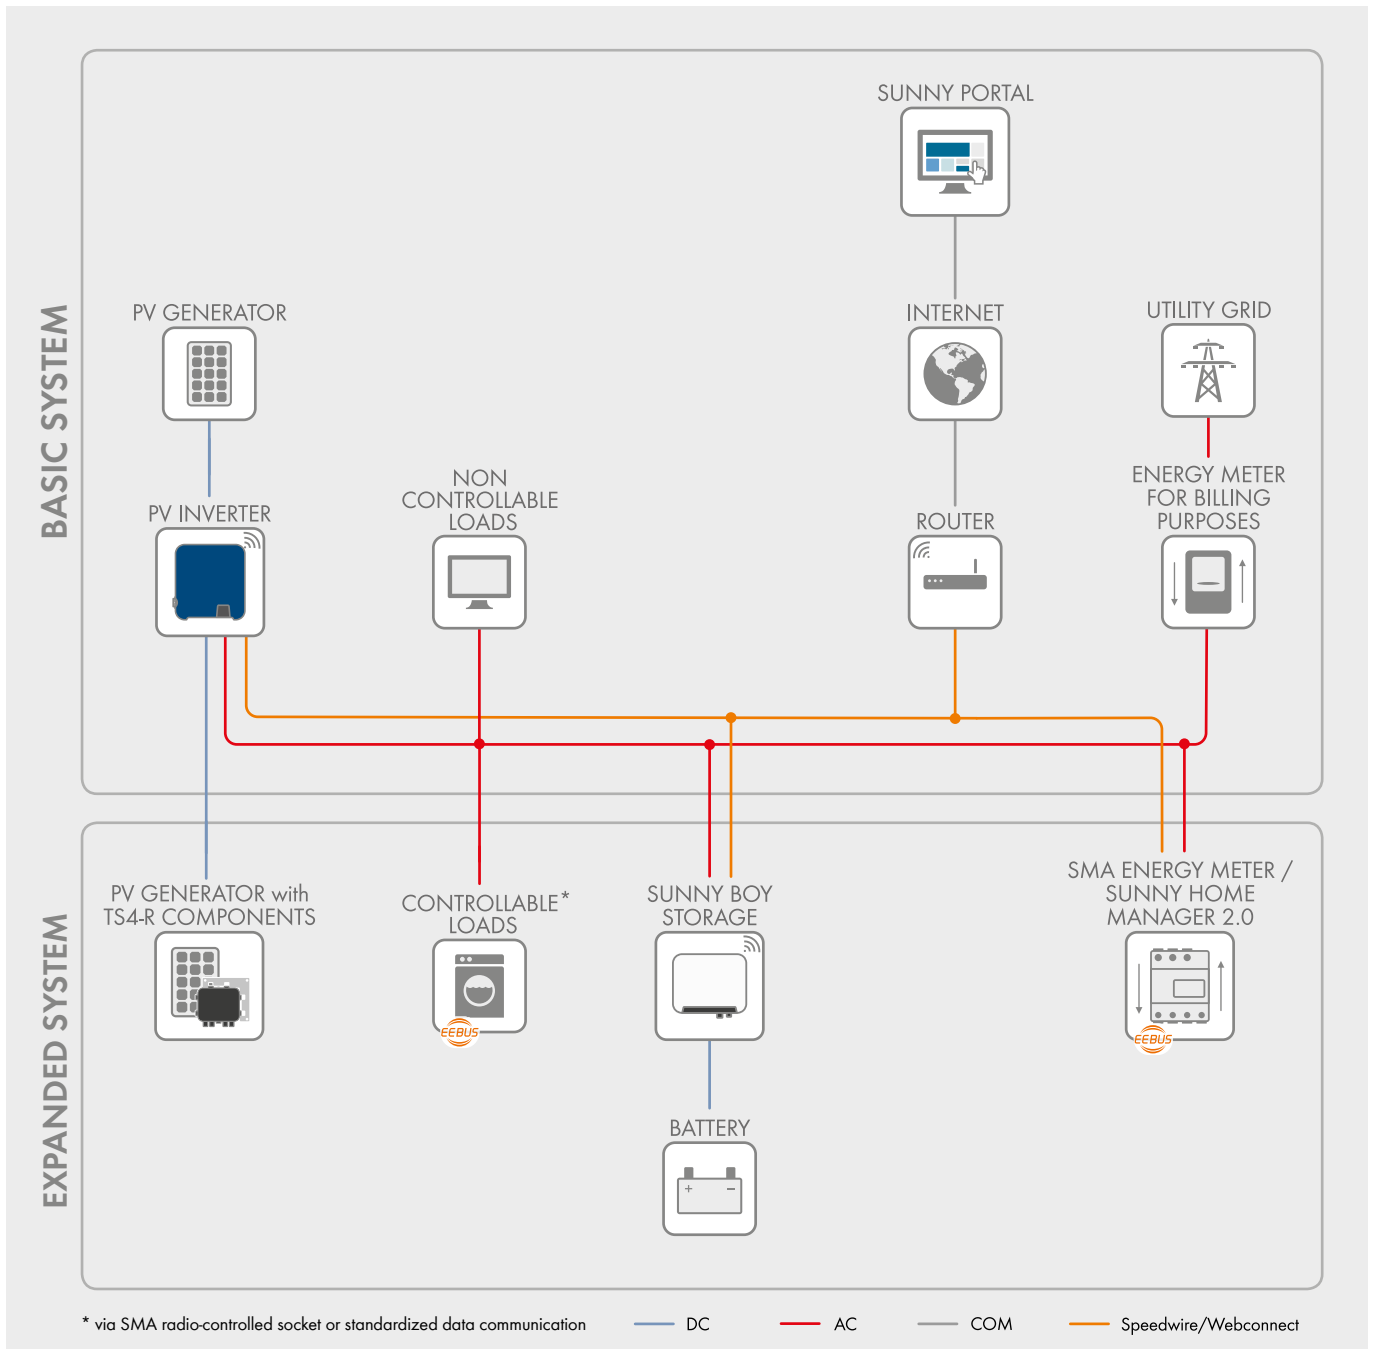 BASIC SYSTEM
SUNNY PORTAL
PV GENERATOR
INTERNET
UTILITY GRID
PV INVERTER
NON
CONTROLLABLE
LOADS
ROUTER
ENERGY METER
FOR BILLING
PURPOSES
EXPANDED SYSTEM
PV GENERATOR with
TS4-R COMPONENTS
CONTROLLABLE*
LOADS
EEBUS
SUNNY BOY
STORAGE
SMA ENERGY METER /
SUNNY HOME
MANAGER 2.0
EEBUS
BATTERY
+ −
* via SMA radio-controlled socket or standardized data communication
DC
AC
COM
Speedwire/Webconnect